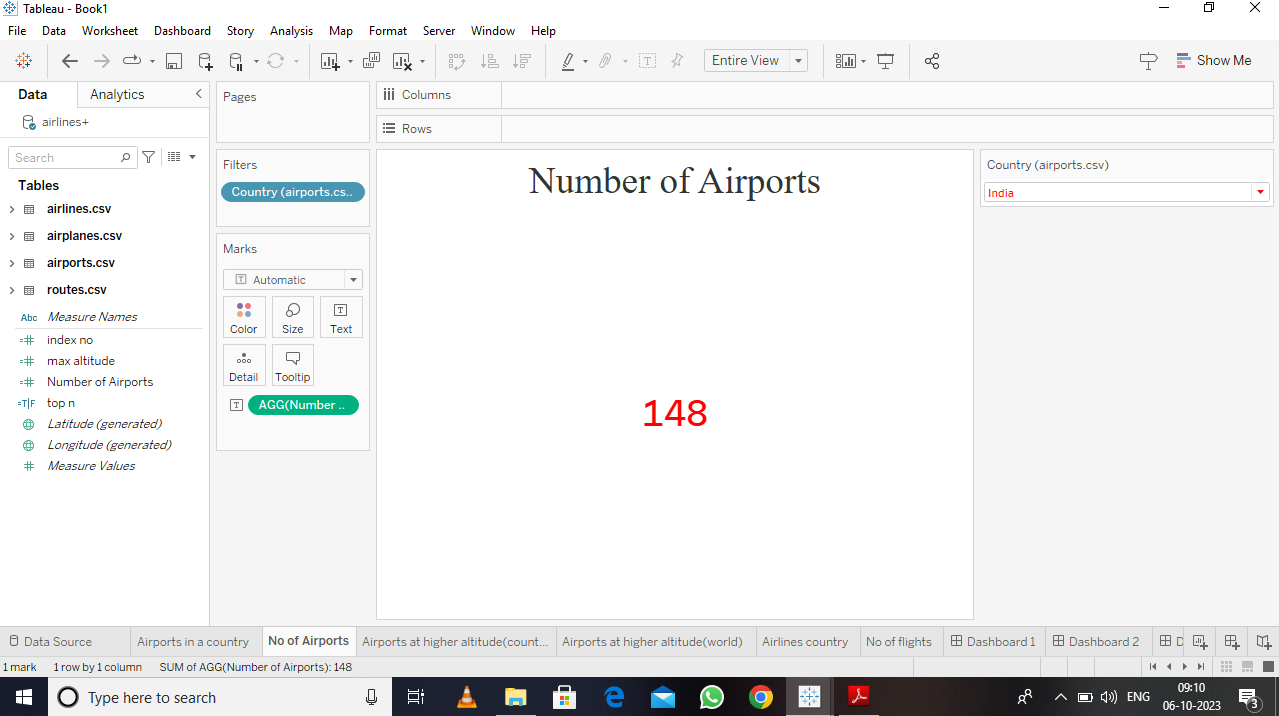 Tableau - Book1
File Data Worksheet Dashboard Story Analysis Map Format Server Window Help
Entire View
Show Me
Data Analytics
airlines+
Search
Tables
airlines.csv
airplanes.csv
airports.csv
routes.csv
Abc Measure Names
index no
max altitude
Number of Airports
=T|F top n
Latitude (generated)
Longitude (generated)
Measure Values
Pages
Filters
Country (airports.cs..
Marks
T Automatic
Color Size T Text
Detail Tooltip
T AGG(Number ..
Columns
Rows
Number of Airports
148
Country (airports.csv)
India
Data Source Airports in a country No of Airports Airports at higher altitude(count... Airports at higher altitude(world) Airlines country No of flights Dashboard 1 Dashboard 2 D
1 mark 1 row by 1 column SUM of AGG(Number of Airports): 148
Type here to search
ENG
09:10
06-10-2023
3